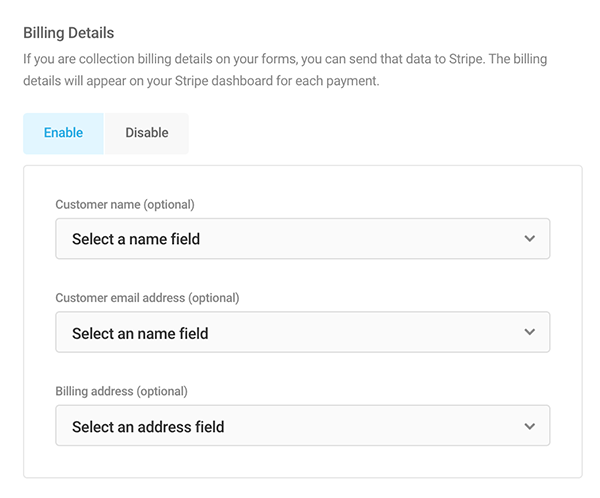 Billing Details
If you are collection billing details on your forms, you can send that data to Stripe. The billing
details will appear on your Stripe dashboard for each payment.
Enable Disable
Customer name (optional)
Select a name field
Customer email address (optional)
Select an name field
Billing address (optional)
Select an address field